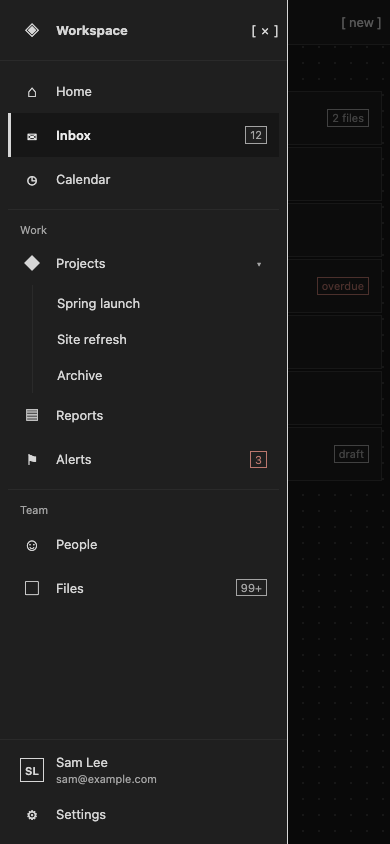 Workspace
[ × ]
[ new ]
Home
Inbox
12
2 files
Calendar
Work
Projects
overdue
Spring launch
Site refresh
Archive
Reports
Alerts
3
draft
Team
People
Files
99+
SL
Sam Lee
sam@example.com
Settings